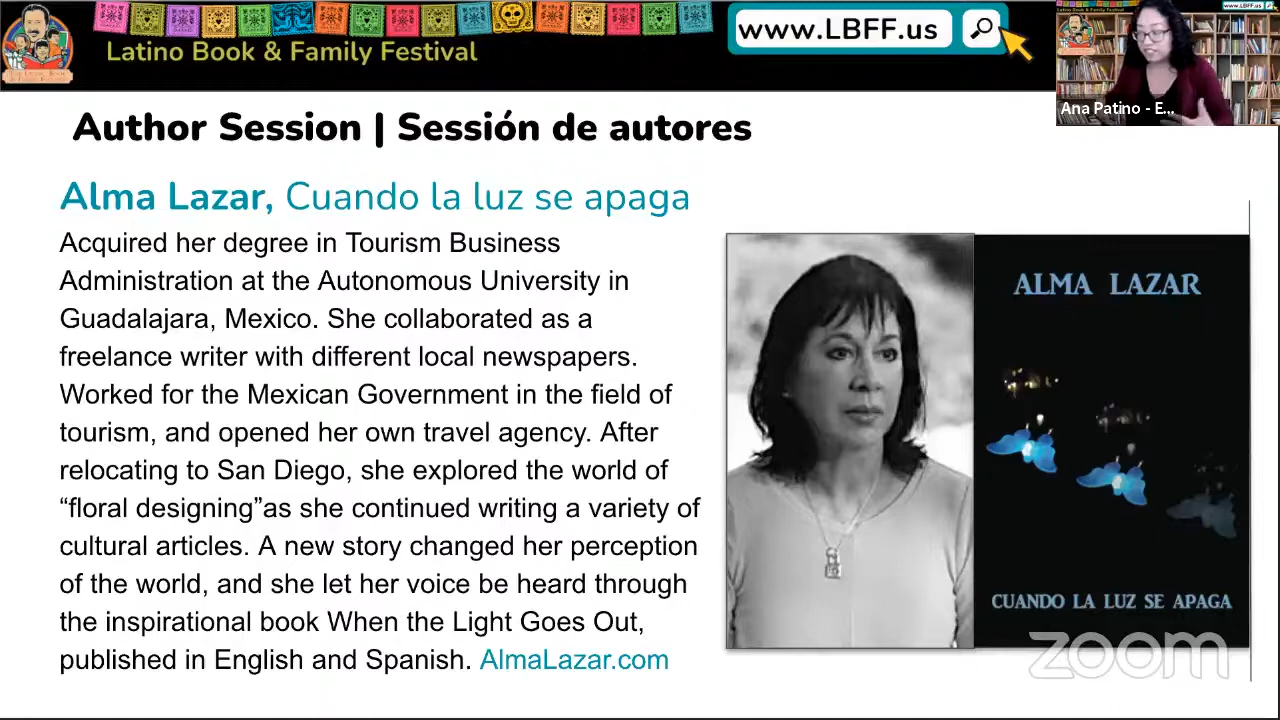 Latino Book & Family Festival
www.LBFF.us
Ana Patino - E...
Author Session | Sessión de autores
Alma Lazar, Cuando la luz se apaga
Acquired her degree in Tourism Business
Administration at the Autonomous University in
Guadalajara, Mexico. She collaborated as a
freelance writer with different local newspapers.
Worked for the Mexican Government in the field of
tourism, and opened her own travel agency. After
relocating to San Diego, she explored the world of
“floral designing”as she continued writing a variety of
cultural articles. A new story changed her perception
of the world, and she let her voice be heard through
the inspirational book When the Light Goes Out,
published in English and Spanish. AlmaLazar.com
ALMA LAZAR
CUANDO LA LUZ SE APAGA
zoom